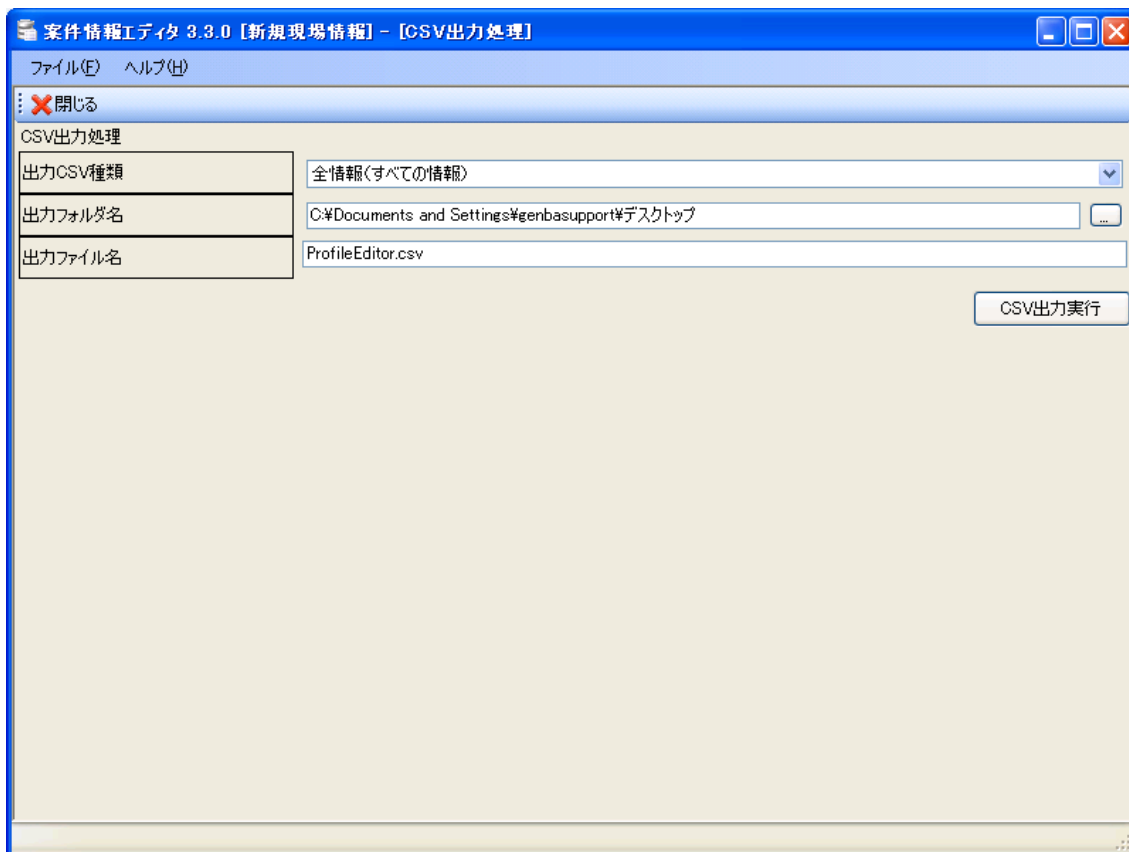 案件情報エディタ 3.3.0 [新規現場情報] - [CSV出力処理]
ファイル(F) ヘルプ(H)
閉じる
CSV出力処理
出力CSV種類 全情報(すべての情報)
出力フォルダ名 C:¥Documents and Settings¥genbasupport¥デスクトップ ...
出力ファイル名 ProfileEditor.csv
CSV出力実行